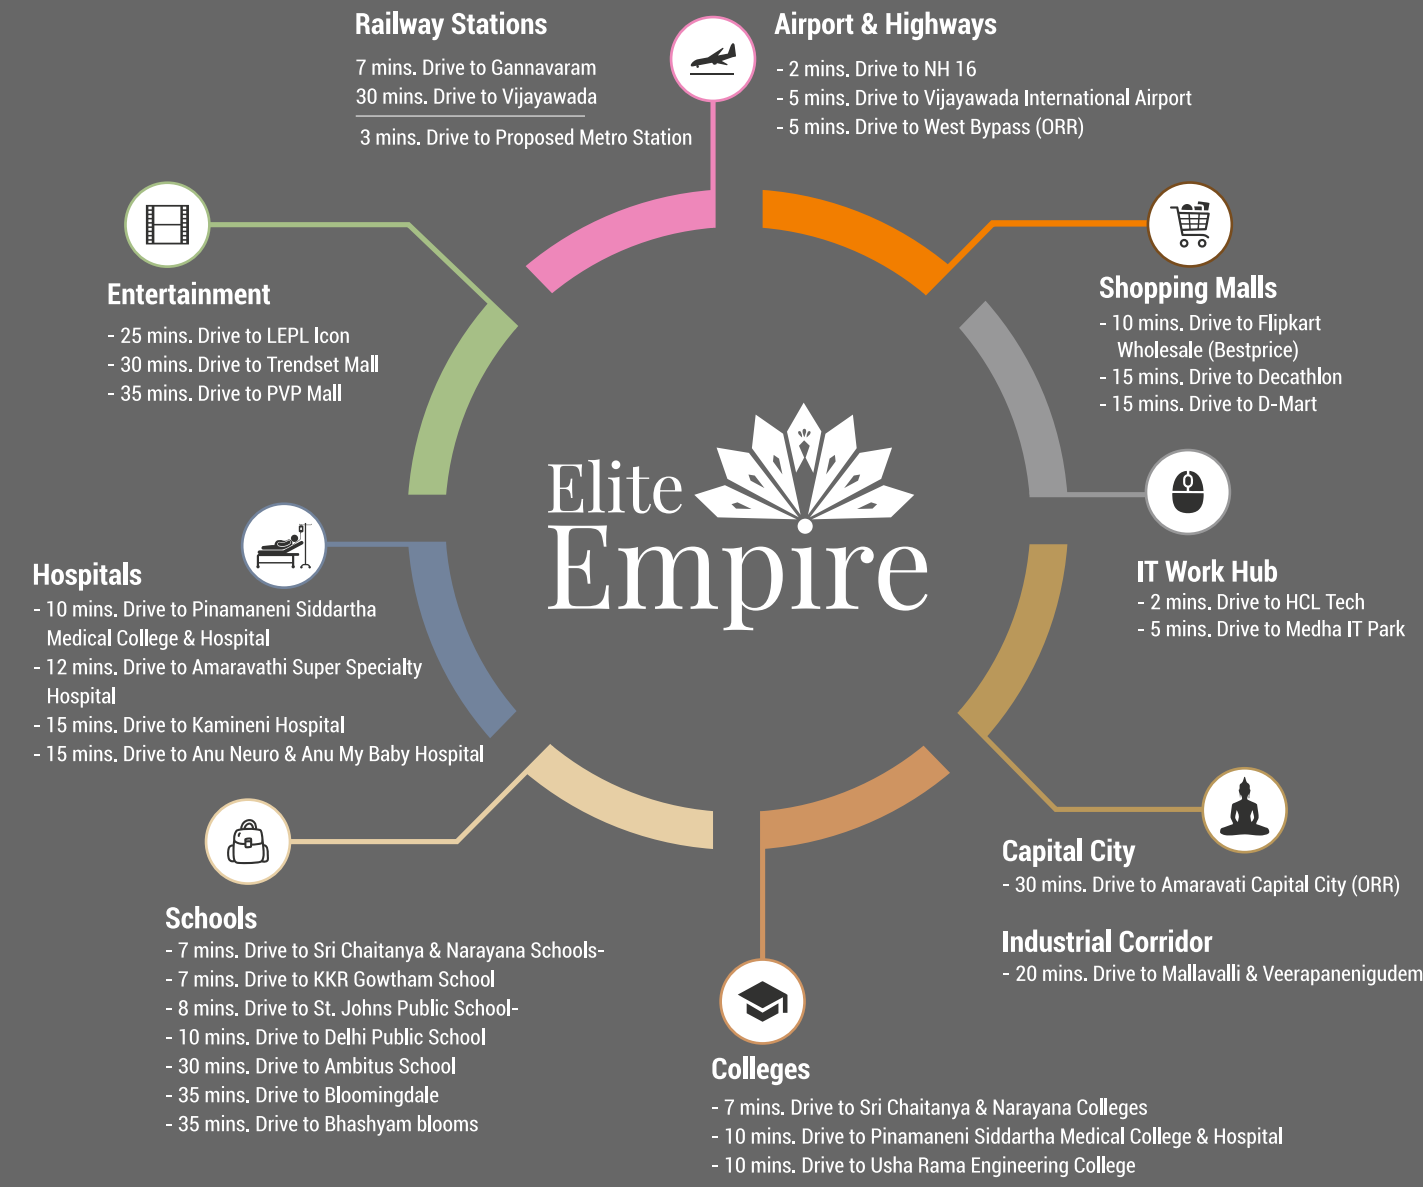 Railway Stations
7 mins. Drive to Gannavaram
30 mins. Drive to Vijayawada
3 mins. Drive to Proposed Metro Station
Airport & Highways
- 2 mins. Drive to NH 16
- 5 mins. Drive to Vijayawada International Airport
- 5 mins. Drive to West Bypass (ORR)
Entertainment
- 25 mins. Drive to LEPL Icon
- 30 mins. Drive to Trendset Mall
- 35 mins. Drive to PVP Mall
Shopping Malls
- 10 mins. Drive to Flipkart
Wholesale (Bestprice)
- 15 mins. Drive to Decathlon
- 15 mins. Drive to D-Mart
Elite
Empire
Hospitals
- 10 mins. Drive to Pinamaneni Siddartha
Medical College & Hospital
- 12 mins. Drive to Amaravathi Super Specialty
Hospital
- 15 mins. Drive to Kamineni Hospital
- 15 mins. Drive to Anu Neuro & Anu My Baby Hospital
IT Work Hub
- 2 mins. Drive to HCL Tech
- 5 mins. Drive to Medha IT Park
Capital City
- 30 mins. Drive to Amaravati Capital City (ORR)
Industrial Corridor
- 20 mins. Drive to Mallavalli & Veerapanenigudem
Schools
- 7 mins. Drive to Sri Chaitanya & Narayana Schools-
- 7 mins. Drive to KKR Gowtham School
- 8 mins. Drive to St. Johns Public School-
- 10 mins. Drive to Delhi Public School
- 30 mins. Drive to Ambitus School
- 35 mins. Drive to Bloomingdale
- 35 mins. Drive to Bhashyam blooms
Colleges
- 7 mins. Drive to Sri Chaitanya & Narayana Colleges
- 10 mins. Drive to Pinamaneni Siddartha Medical College & Hospital
- 10 mins. Drive to Usha Rama Engineering College